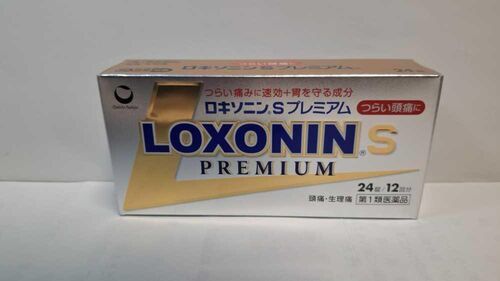 つらい痛みに速効+胃を守る成分
ロキソニン®Sプレミアム
つらい頭痛に
LOXONIN®S
PREMIUM
24錠/12回分
頭痛・生理痛 第1類医薬品